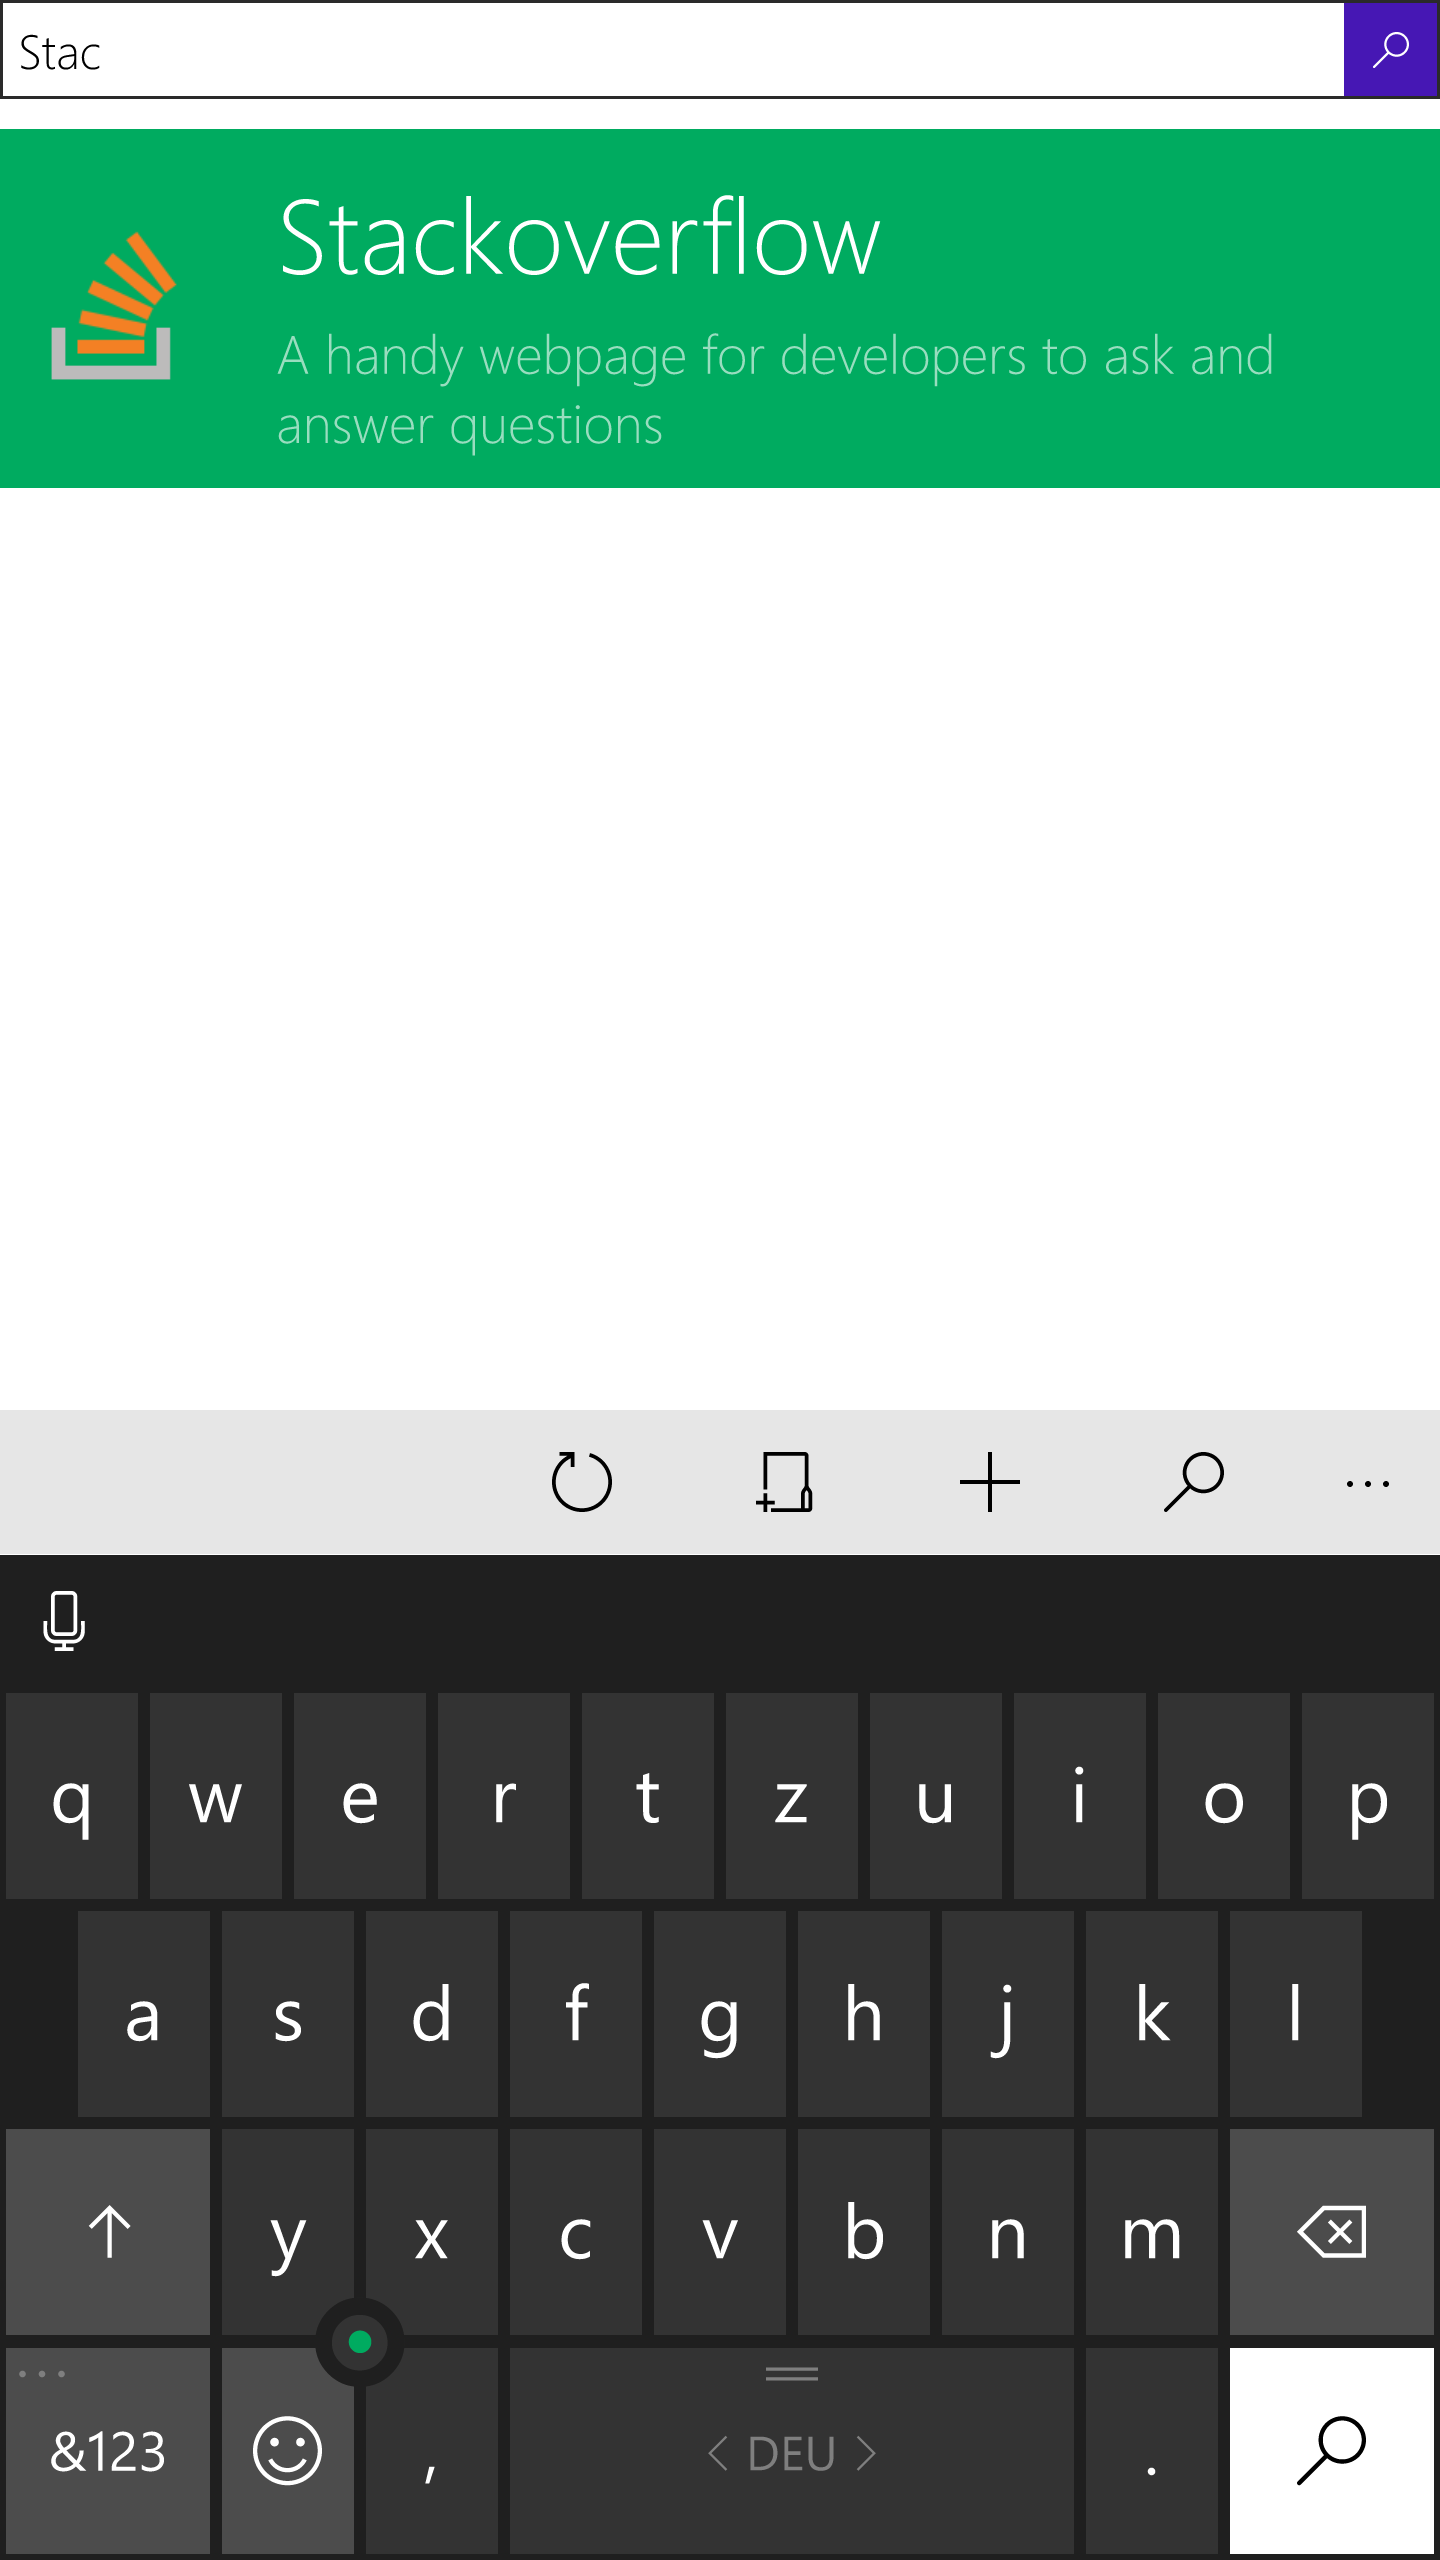 Stac
Stackoverflow
A handy webpage for developers to ask and
answer questions
q w e r t z u i o p
a s d f g h j k l
y x c v b n m
&123 , < DEU > .